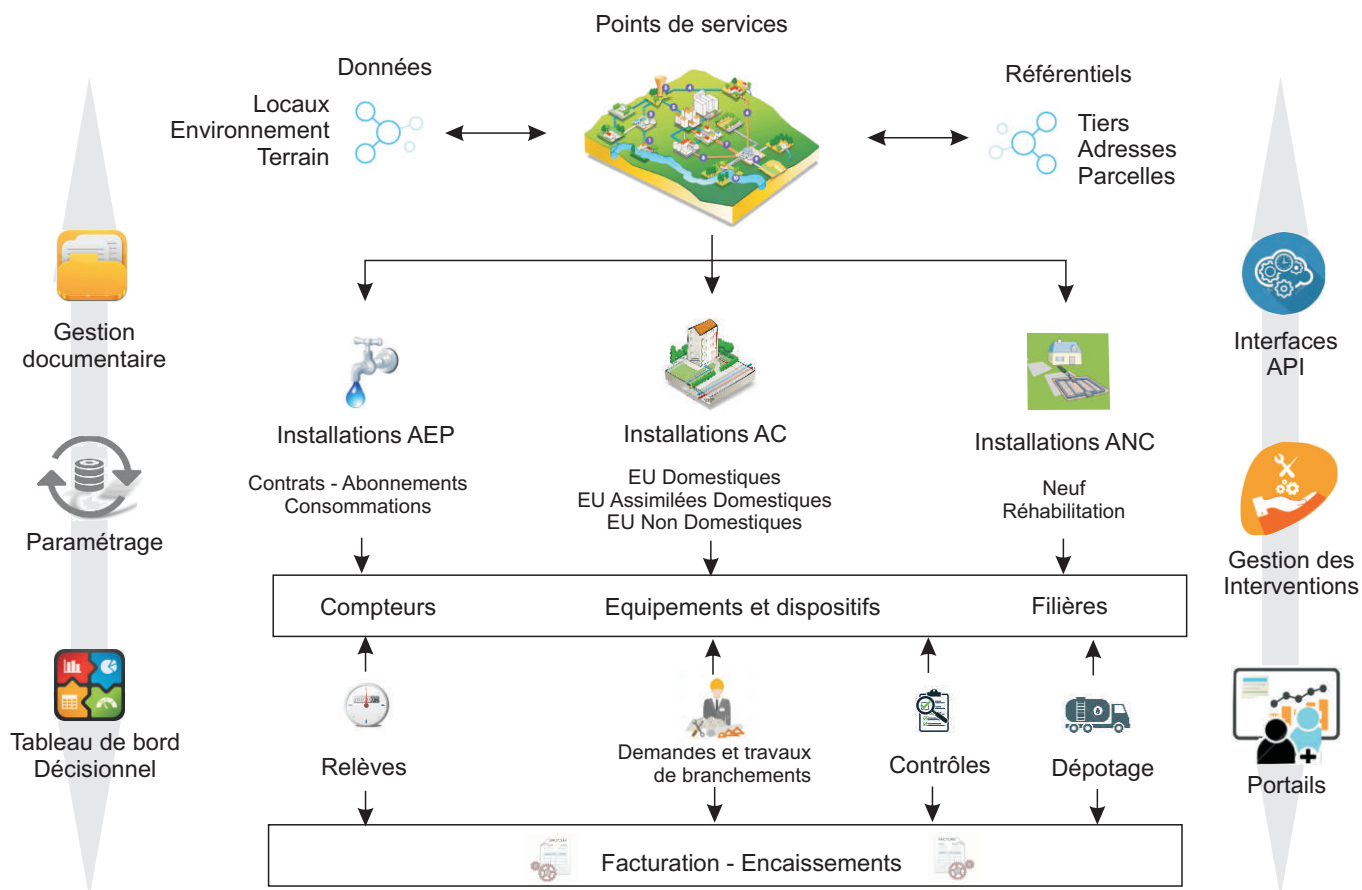 Points de services
Données
Locaux
Environnement
Terrain
Référentiels
Tiers
Adresses
Parcelles
Gestion
documentaire
Paramétrage
Tableau de bord
Décisionnel
Installations AEP
Contrats - Abonnements
Consommations
Installations AC
EU Domestiques
EU Assimilées Domestiques
EU Non Domestiques
Installations ANC
Neuf
Réhabilitation
Interfaces
API
Gestion des
Interventions
Portails
Compteurs
Equipements et dispositifs
Filières
Relèves
Demandes et travaux
de branchements
Contrôles
Dépotage
Facturation - Encaissements